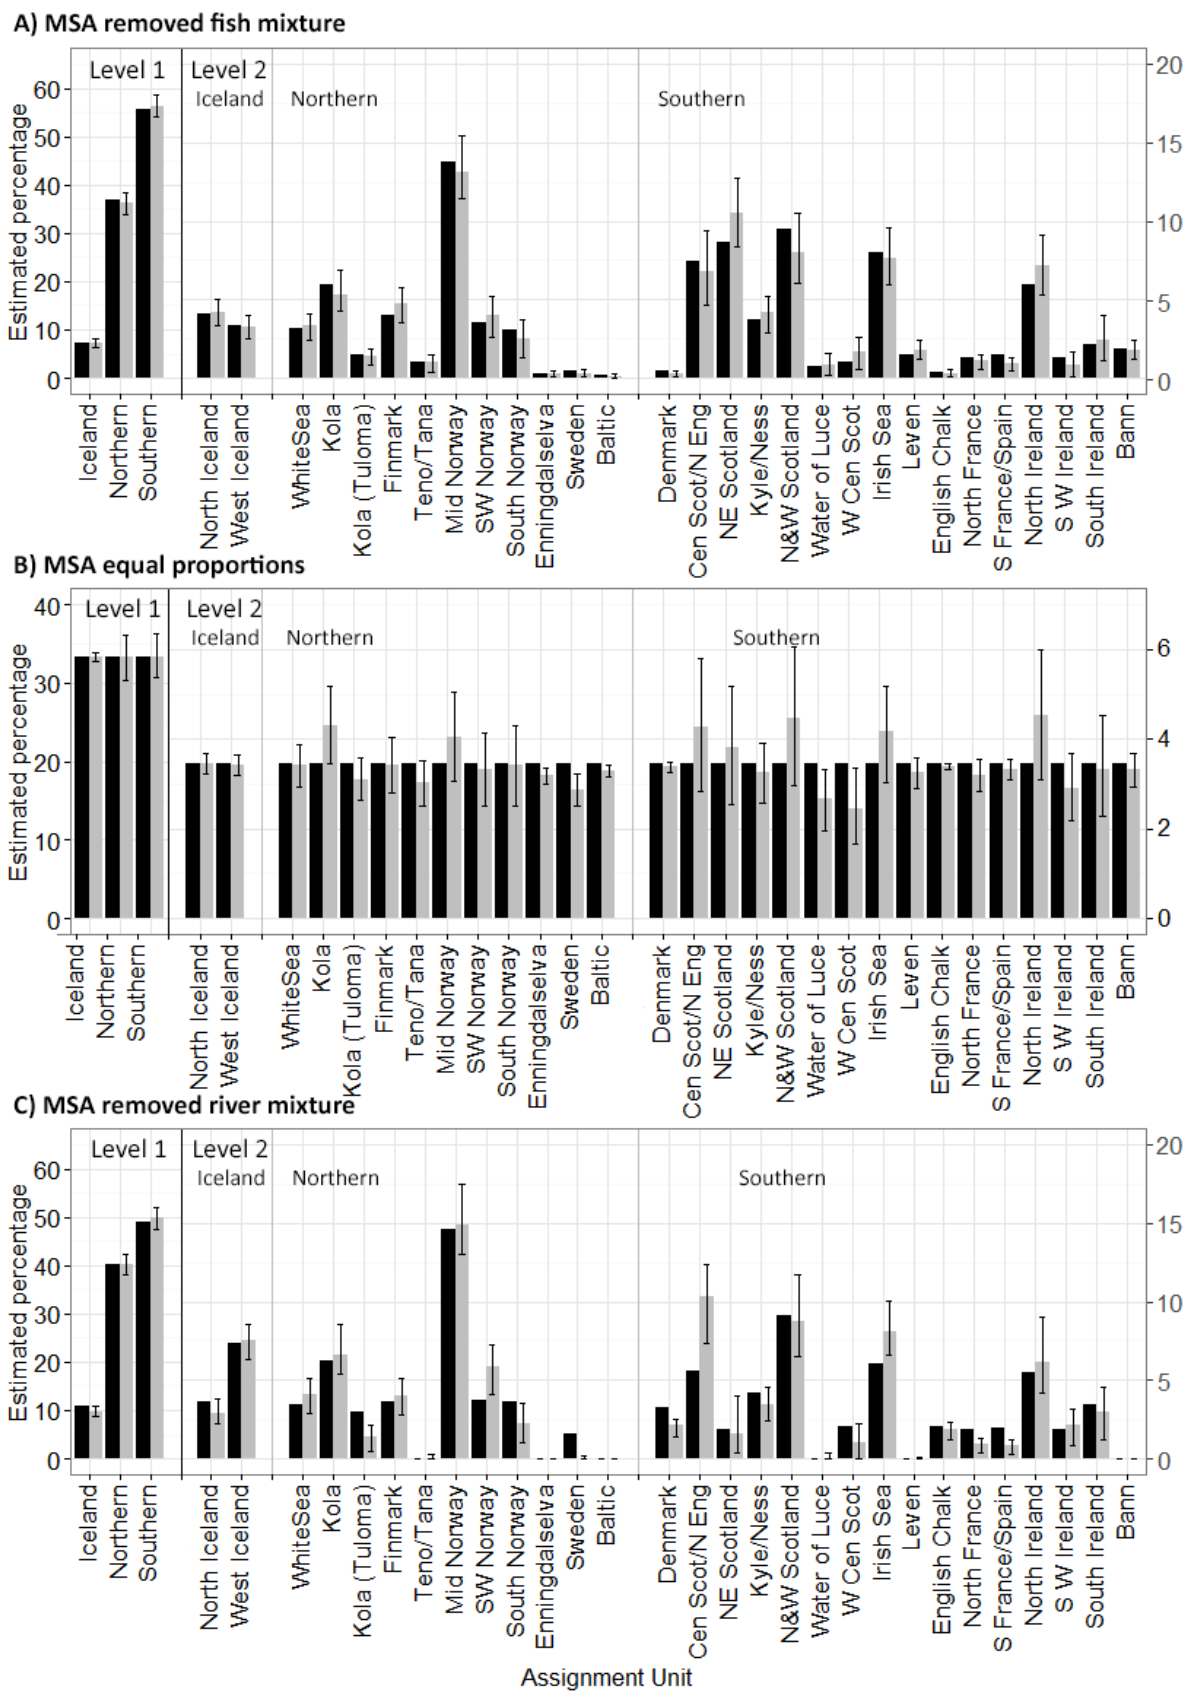 A) MSA removed fish mixture
Level 1
Level 2
Iceland
Northern
Southern
Estimated percentage
60
50
40
30
20
10
0
20
15
10
5
0
Iceland
Northern
Southern
North Iceland
West Iceland
WhiteSea
Kola
Kola (Tuloma)
Finmark
Teno/Tana
Mid Norway
SW Norway
South Norway
Enningdalselva
Sweden
Baltic
Denmark
Cen Scot/N Eng
NE Scotland
Kyle/Ness
N&W Scotland
Water of Luce
W Cen Scot
Irish Sea
Leven
English Chalk
North France
S France/Spain
North Ireland
S W Ireland
South Ireland
Bann
B) MSA equal proportions
Level 1
Level 2
Iceland
Northern
Southern
Estimated percentage
40
30
20
10
0
6
4
2
0
Iceland
Northern
Southern
North Iceland
West Iceland
WhiteSea
Kola
Kola (Tuloma)
Finmark
Teno/Tana
Mid Norway
SW Norway
South Norway
Enningdalselva
Sweden
Baltic
Denmark
Cen Scot/N Eng
NE Scotland
Kyle/Ness
N&W Scotland
Water of Luce
W Cen Scot
Irish Sea
Leven
English Chalk
North France
S France/Spain
North Ireland
S W Ireland
South Ireland
Bann
C) MSA removed river mixture
Level 1
Level 2
Iceland
Northern
Southern
Estimated percentage
60
50
40
30
20
10
0
20
15
10
5
0
Iceland
Northern
Southern
North Iceland
West Iceland
WhiteSea
Kola
Kola (Tuloma)
Finmark
Teno/Tana
Mid Norway
SW Norway
South Norway
Enningdalselva
Sweden
Baltic
Denmark
Cen Scot/N Eng
NE Scotland
Kyle/Ness
N&W Scotland
Water of Luce
W Cen Scot
Irish Sea
Leven
English Chalk
North France
S France/Spain
North Ireland
S W Ireland
South Ireland
Bann
Assignment Unit